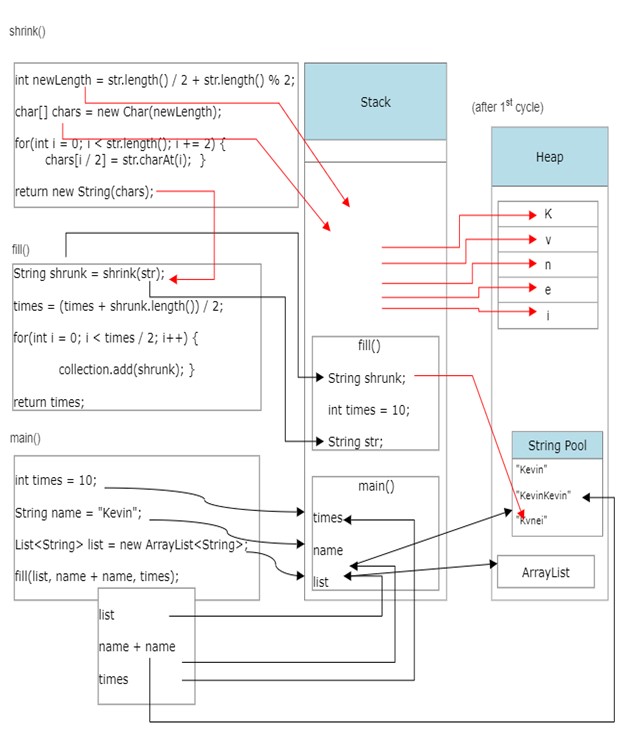 shrink()
int newLength = str.length() / 2 + str.length() % 2;
char[] chars = new Char(newLength);
for(int i = 0; i < str.length(); i += 2) {
chars[i / 2] = str.charAt(i); }
return new String(chars);
fill()
String shrunk = shrink(str);
times = (times + shrunk.length()) / 2;
for(int i = 0; i < times / 2; i++) {
collection.add(shrunk); }
return times;
main()
int times = 10;
String name = "Kevin";
List<String> list = new ArrayList<String>;
fill(list, name + name, times);
list
name + name
times
Stack
fill()
String shrunk;
int times = 10;
String str;
main()
times
name
list
(after 1st cycle)
Heap
K
v
n
e
i
String Pool
"Kevin"
"KevinKevin"
"Kvnei"
ArrayList